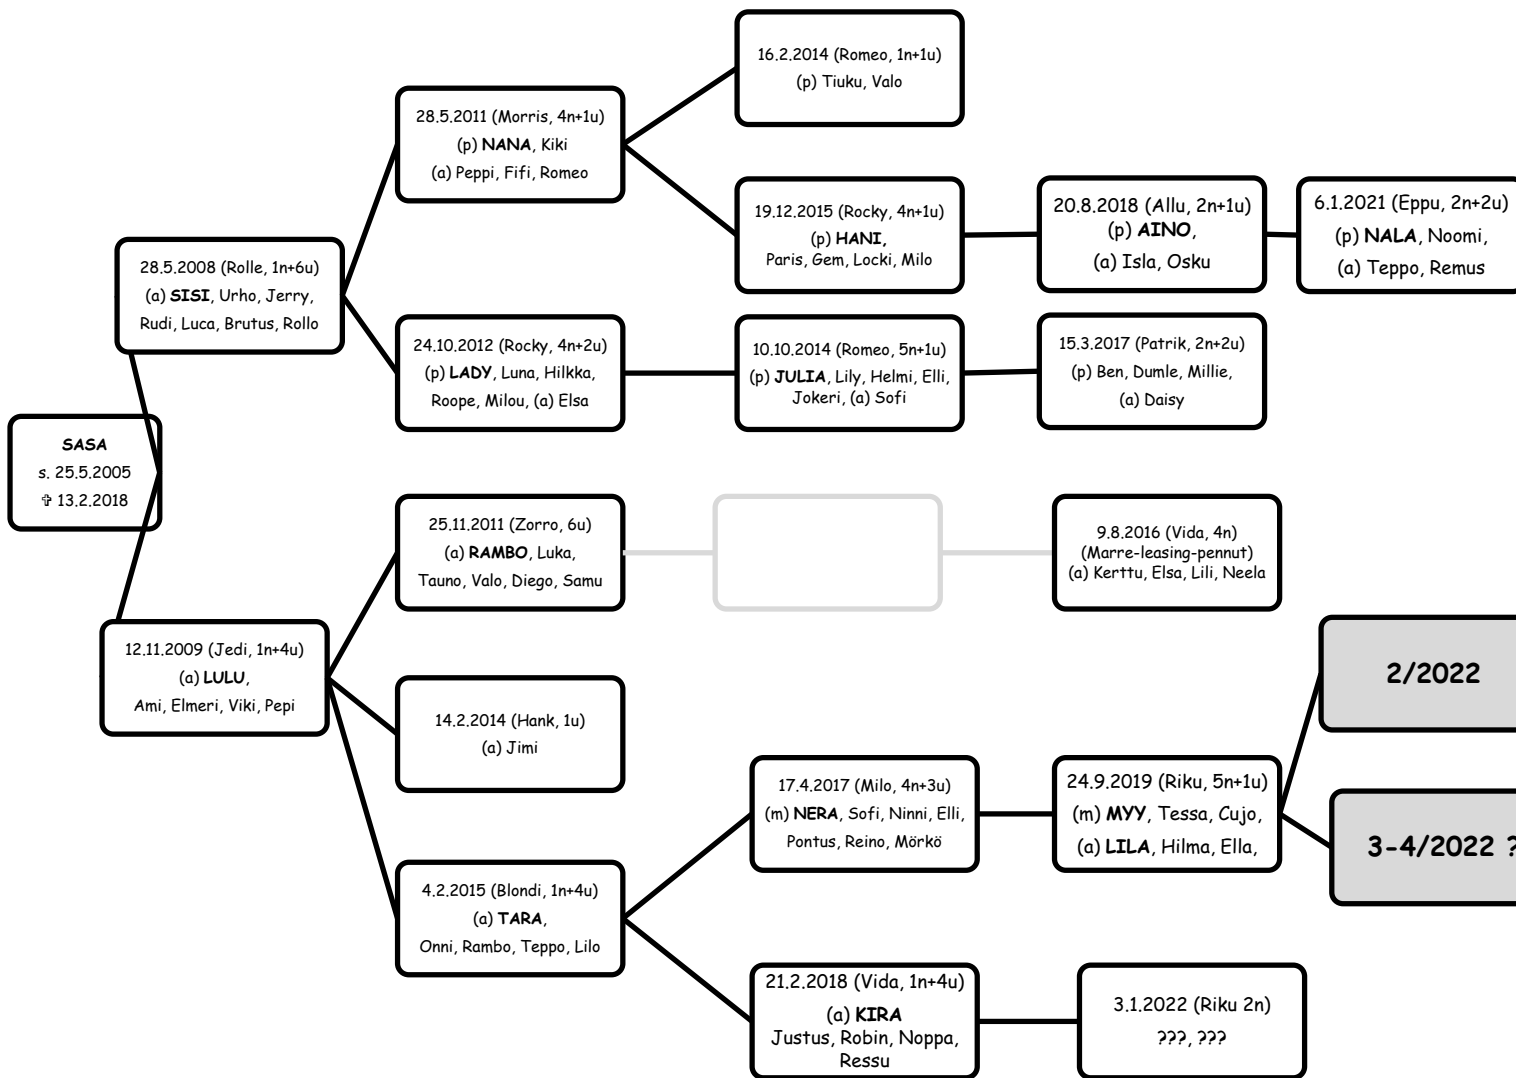 16.2.2014 (Romeo, 1n+1u)
(p) Tiuku, Valo
28.5.2011 (Morris, 4n+1u)
(p) NANA, Kiki
(a) Peppi, Fifi, Romeo
19.12.2015 (Rocky, 4n+1u)
(p) HANI,
Paris, Gem, Locki, Milo
20.8.2018 (Allu, 2n+1u)
(p) AINO,
(a) Isla, Osku
6.1.2021 (Eppu, 2n+2u)
(p) NALA, Noomi,
(a) Teppo, Remus
28.5.2008 (Rolle, 1n+6u)
(a) SISI, Urho, Jerry,
Rudi, Luca, Brutus, Rollo
24.10.2012 (Rocky, 4n+2u)
(p) LADY, Luna, Hilkka,
Roope, Milou, (a) Elsa
10.10.2014 (Romeo, 5n+1u)
(p) JULIA, Lily, Helmi, Elli,
Jokeri, (a) Sofi
15.3.2017 (Patrik, 2n+2u)
(p) Ben, Dumle, Millie,
(a) Daisy
SASA
s. 25.5.2005
✞ 13.2.2018
25.11.2011 (Zorro, 6u)
(a) RAMBO, Luka,
Tauno, Valo, Diego, Samu
9.8.2016 (Vida, 4n)
(Marre-leasing-pennut)
(a) Kerttu, Elsa, Lili, Neela
12.11.2009 (Jedi, 1n+4u)
(a) LULU,
Ami, Elmeri, Viki, Pepi
14.2.2014 (Hank, 1u)
(a) Jimi
2/2022
17.4.2017 (Milo, 4n+3u)
(m) NERA, Sofi, Ninni, Elli,
Pontus, Reino, Mörkö
24.9.2019 (Riku, 5n+1u)
(m) MYY, Tessa, Cujo,
(a) LILA, Hilma, Ella,
3-4/2022 ?
4.2.2015 (Blondi, 1n+4u)
(a) TARA,
Onni, Rambo, Teppo, Lilo
21.2.2018 (Vida, 1n+4u)
(a) KIRA
Justus, Robin, Noppa,
Ressu
3.1.2022 (Riku 2n)
???, ???